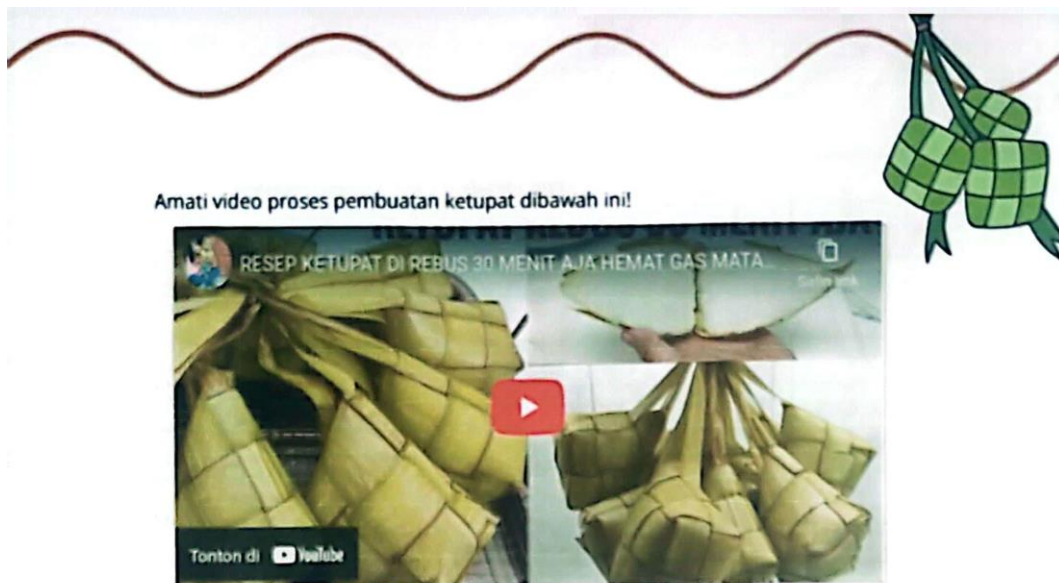 Amati video proses pembuatan ketupat dibawah ini!
RESEP KETUPAT DI REBUS 30 MENIT AJA HEMAT GAS MATA...
Tonton di YouTube